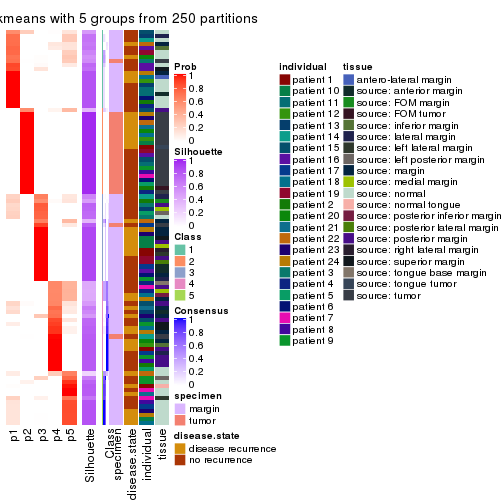 kmeans with 5 groups from 250 partitions
Prob
1
0.8
0.6
0.4
0.2
0
Silhouette
1
0.8
0.6
0.4
0.2
0
Class
1
2
3
4
5
Consensus
1
0.8
0.6
0.4
0.2
0
specimen
margin
tumor
disease.state
disease recurrence
no recurrence
individual
patient 1
patient 10
patient 11
patient 12
patient 13
patient 14
patient 15
patient 16
patient 17
patient 18
patient 19
patient 2
patient 20
patient 21
patient 22
patient 23
patient 24
patient 3
patient 4
patient 5
patient 6
patient 7
patient 8
patient 9
tissue
antero-lateral margin
source: anterior margin
source: FOM margin
source: FOM tumor
source: inferior margin
source: lateral margin
source: left lateral margin
source: left posterior margin
source: margin
source: medial margin
source: normal
source: normal tongue
source: posterior inferior margin
source: posterior lateral margin
source: posterior margin
source: right lateral margin
source: superior margin
source: tongue base margin
source: tongue tumor
source: tumor
p1
p2
p3
p4
p5
Silhouette
Class
specimen
disease.state
individual
tissue